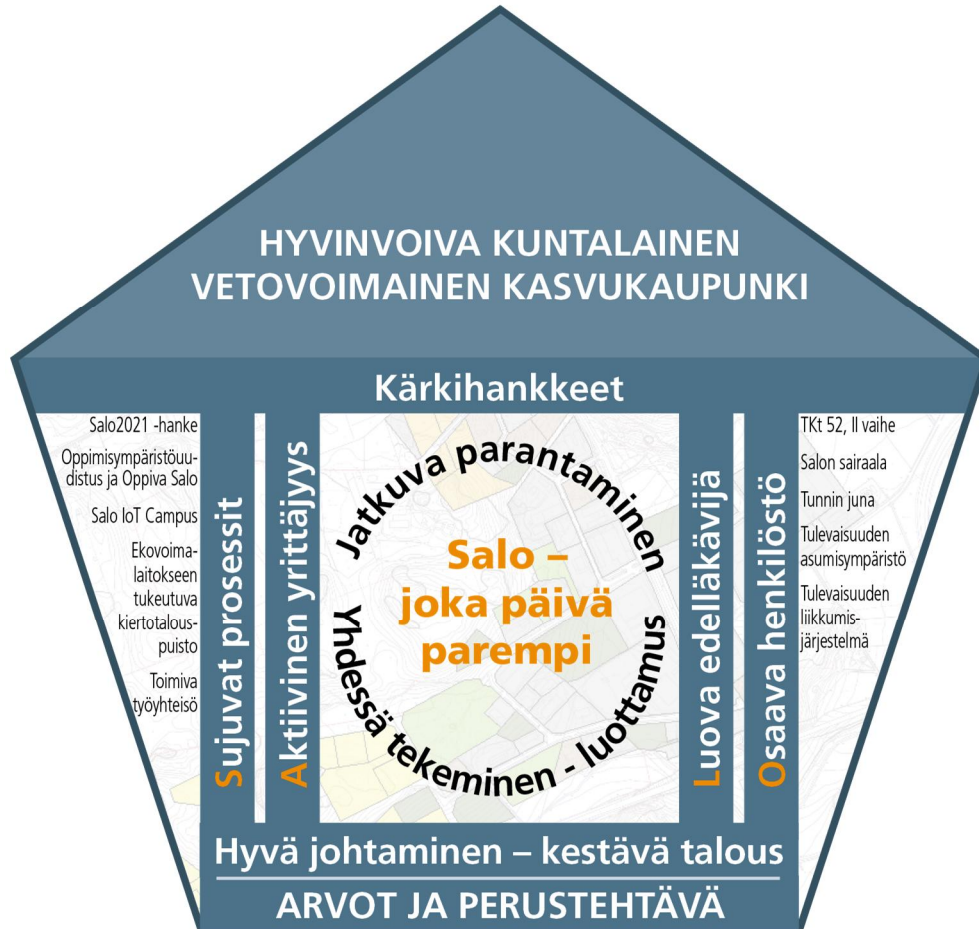 HYVINVOIVA KUNTALAINEN
VETOVOIMAINEN KASVUKAUPUNKI
Kärkihankkeet
Salo2021 -hanke
Oppimisympäristöuu-
distus ja Oppiva Salo
Salo IoT Campus
Ekovoima-
laitokseen
tukeutuva
kiertotalous-
puisto
Toimiva
työyhteisö
Sujuvat prosessit
Aktiivinen yrittäjyys
Jatkuva parantaminen
Salo –
joka päivä
parempi
Yhdessä tekeminen - luottamus
Luova edelläkävijä
Osaava henkilöstö
TKt 52, II vaihe
Salon sairaala
Tunnin juna
Tulevaisuuden
asumisympäristö
Tulevaisuuden
liikkumis-
järjestelmä
Hyvä johtaminen – kestävä talous
ARVOT JA PERUSTEHTÄVÄ